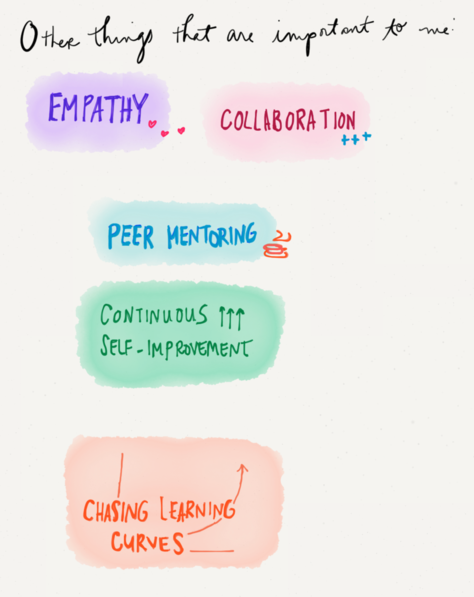 Other things that are important to me:
EMPATHY
COLLABORATION
+++
PEER MENTORING
CONTINUOUS ↑↑↑
SELF-IMPROVEMENT
CHASING LEARNING
CURVES